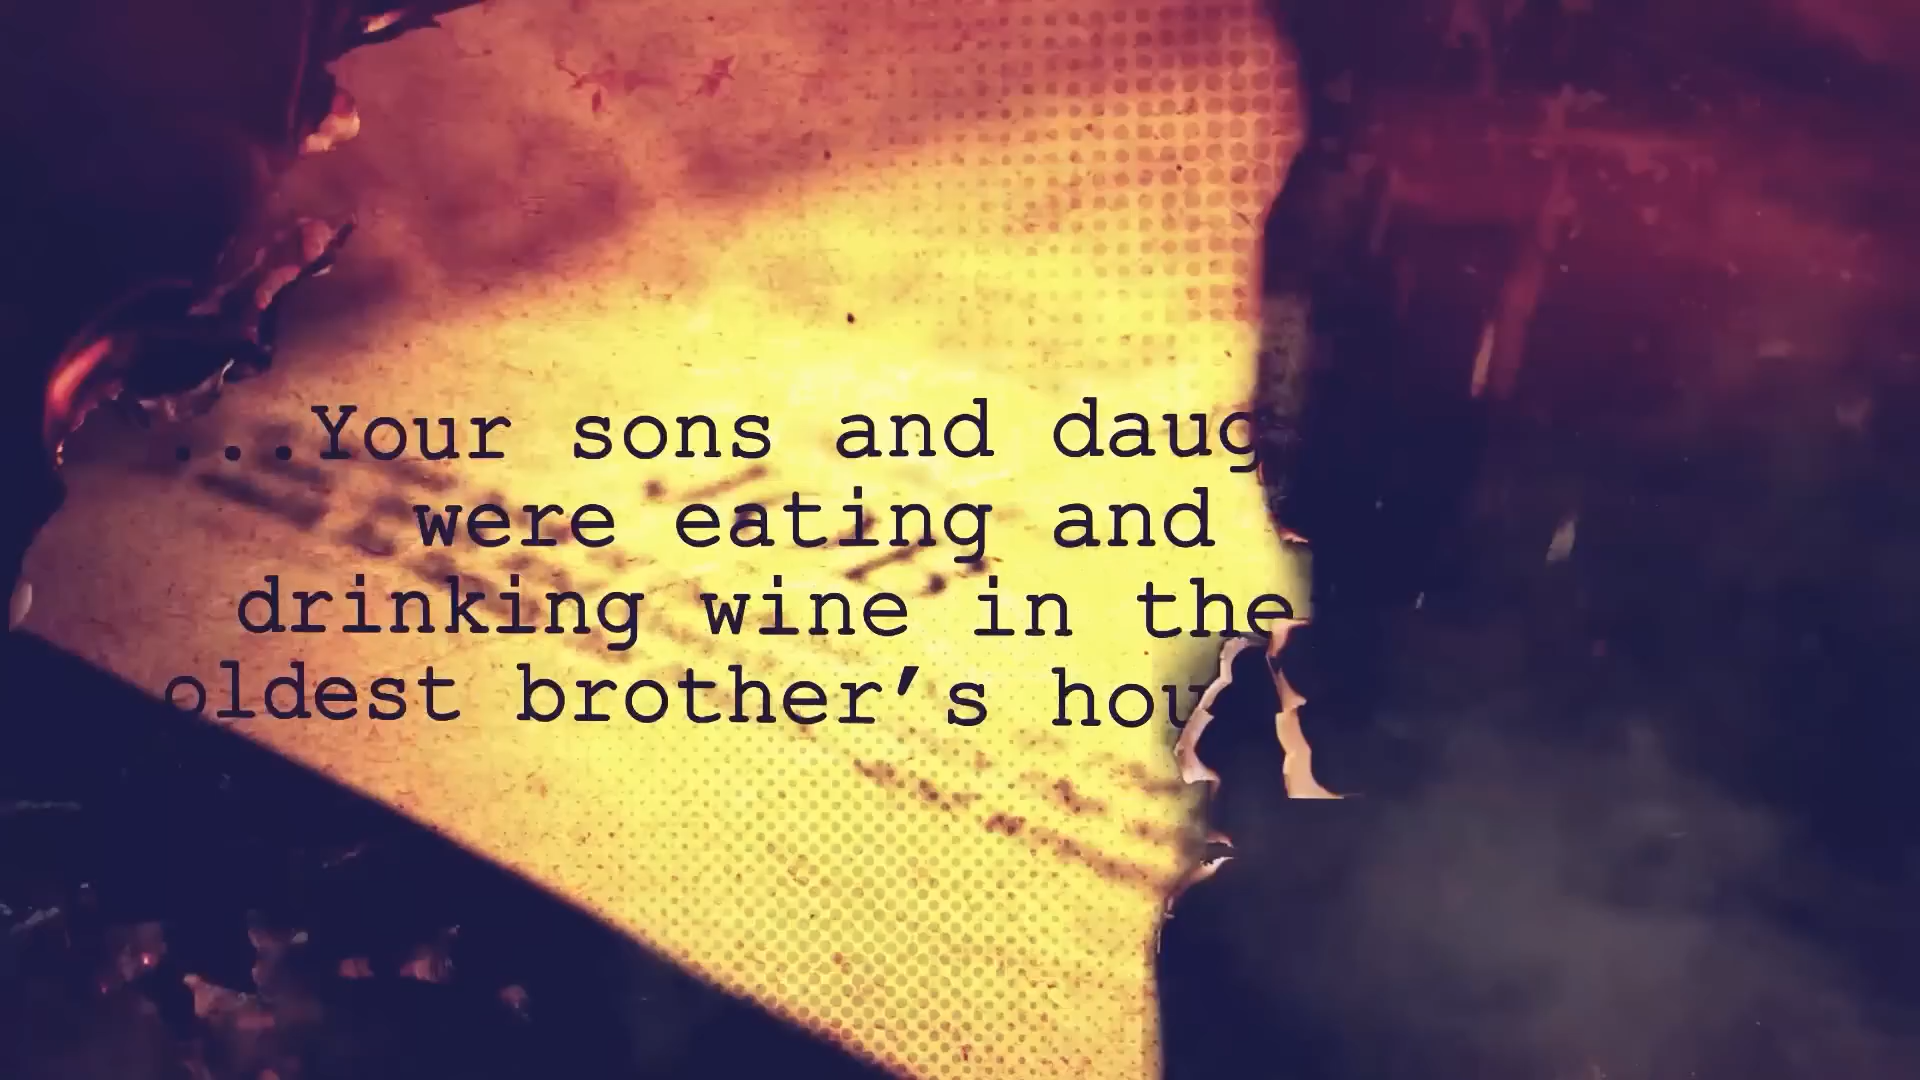 ...Your sons and daug
were eating and
drinking wine in the
oldest brother's hou